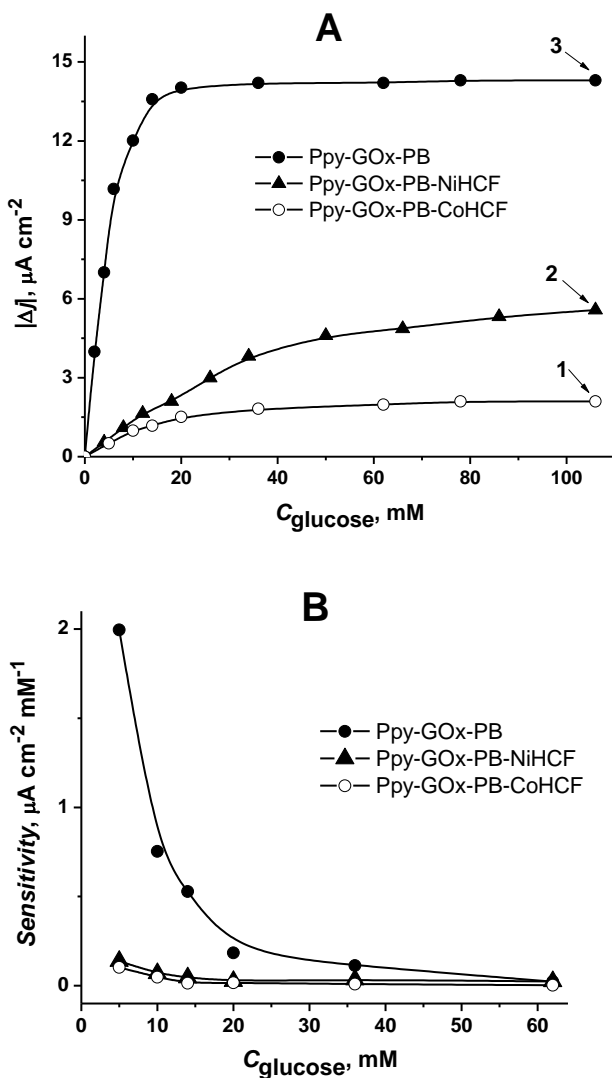 A
15
12
9
6
3
0
|Δj|, μA cm⁻²
3
2
1
Ppy-GOx-PB
Ppy-GOx-PB-NiHCF
Ppy-GOx-PB-CoHCF
0 20 40 60 80 100
C_glucose, mM
B
2
1
0
Sensitivity, μA cm⁻² mM⁻¹
Ppy-GOx-PB
Ppy-GOx-PB-NiHCF
Ppy-GOx-PB-CoHCF
0 10 20 30 40 50 60
C_glucose, mM